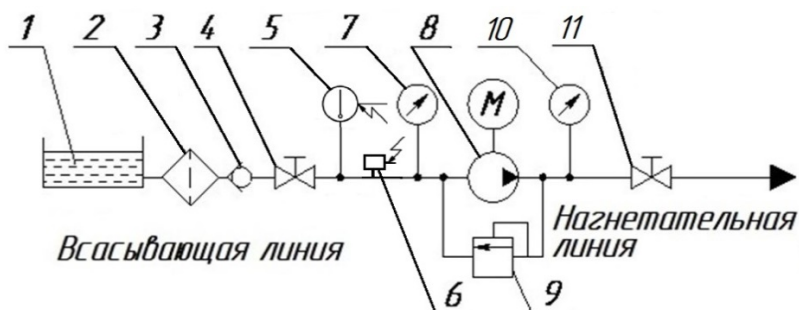 1 2 3 4 5 7 8 10 11
М
Всасывающая линия
Нагнетательная
линия
6 9